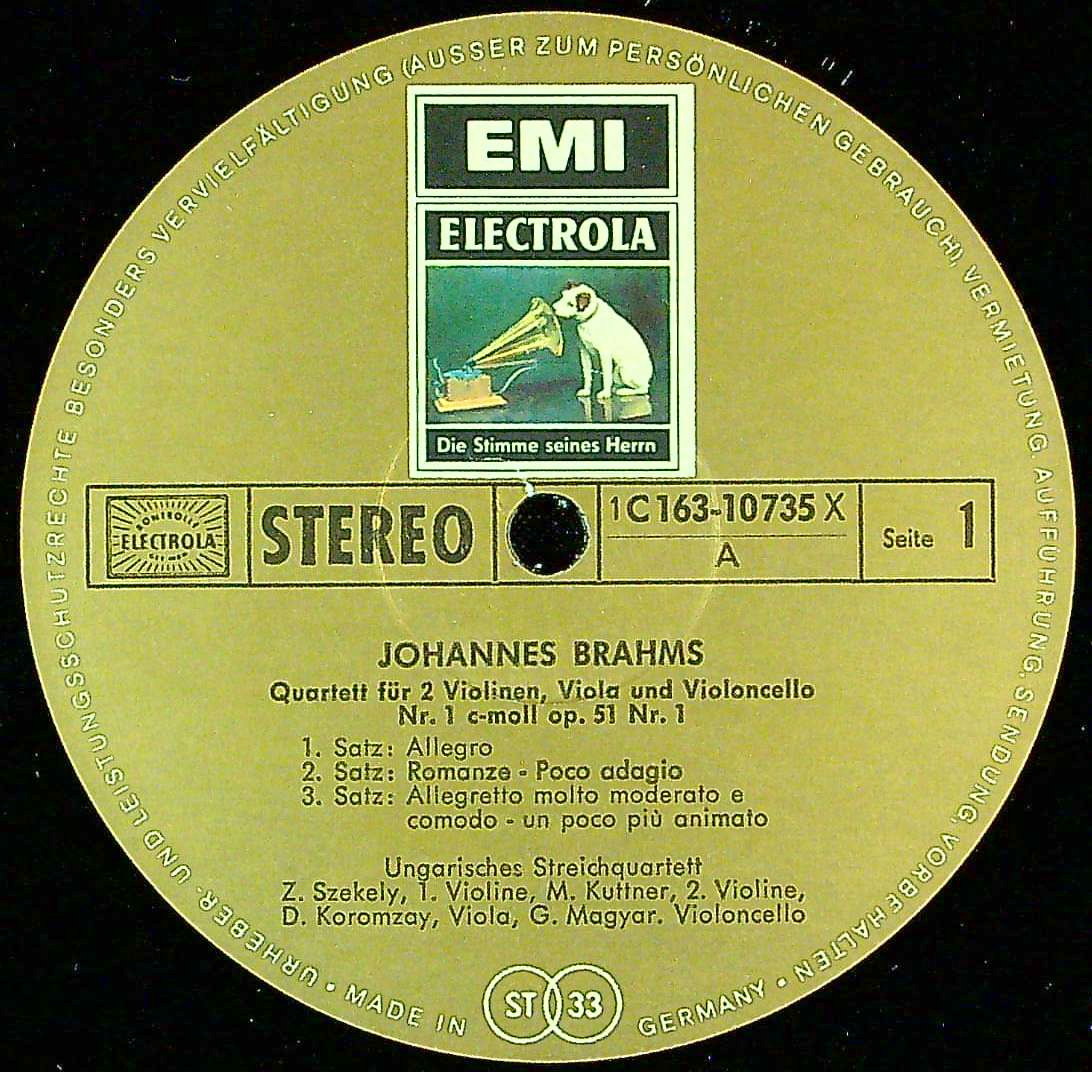 URHEBER- UND LEISTUNGSSCHUTZRECHTE BESONDERS VERVIELFÄLTIGUNG (AUSSER ZUM PERSÖNLICHEN GEBRAUCH), VERMIETUNG. AUFFÜHRUNG, SENDUNG, VORBEHALTEN •
EMI
ELECTROLA
Die Stimme seines Herrn
KONTROLLE
ELECTROLA
STEREO
1C 163-10735 X
A
Seite 1
JOHANNES BRAHMS
Quartett für 2 Violinen, Viola und Violoncello
Nr. 1 c-moll op. 51 Nr. 1
1. Satz: Allegro
2. Satz: Romanze - Poco adagio
3. Satz: Allegretto molto moderato e
comodo - un poco più animato
Ungarisches Streichquartett
Z. Szekely, 1. Violine, M. Kuttner, 2. Violine,
D. Koromzay, Viola, G. Magyar. Violoncello
• MADE IN GERMANY •
ST 33